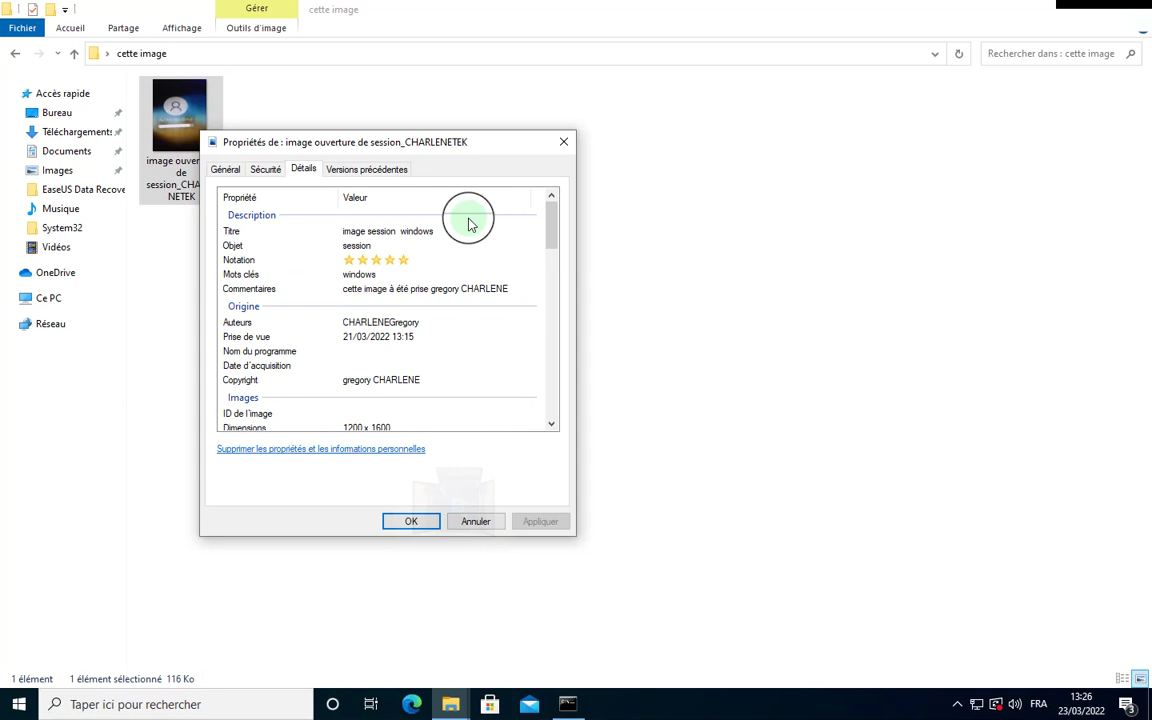 Gérer
cette image
Fichier
Accueil
Partage
Affichage
Outils d'image
cette image
Rechercher dans : cette image
Accès rapide
Bureau
Téléchargements
Documents
Images
EaseUS Data Recove
Musique
System32
Vidéos
OneDrive
Ce PC
Réseau
image ouver
de
session_CHA
NETEK
Propriétés de : image ouverture de session_CHARLENETEK
Général
Sécurité
Détails
Versions précédentes
Propriété
Valeur
Description
Titre
image session windows
Objet
session
Notation
Mots clés
windows
Commentaires
cette image à été prise gregory CHARLENE
Origine
Auteurs
CHARLENEGregory
Prise de vue
21/03/2022 13:15
Nom du programme
Date d'acquisition
Copyright
gregory CHARLENE
Images
ID de l'image
Dimensions
1200 x 1600
Supprimer les propriétés et les informations personnelles
OK
Annuler
Appliquer
1 élément
1 élément sélectionné 116 Ko
Taper ici pour rechercher
FRA
13:26
23/03/2022
3